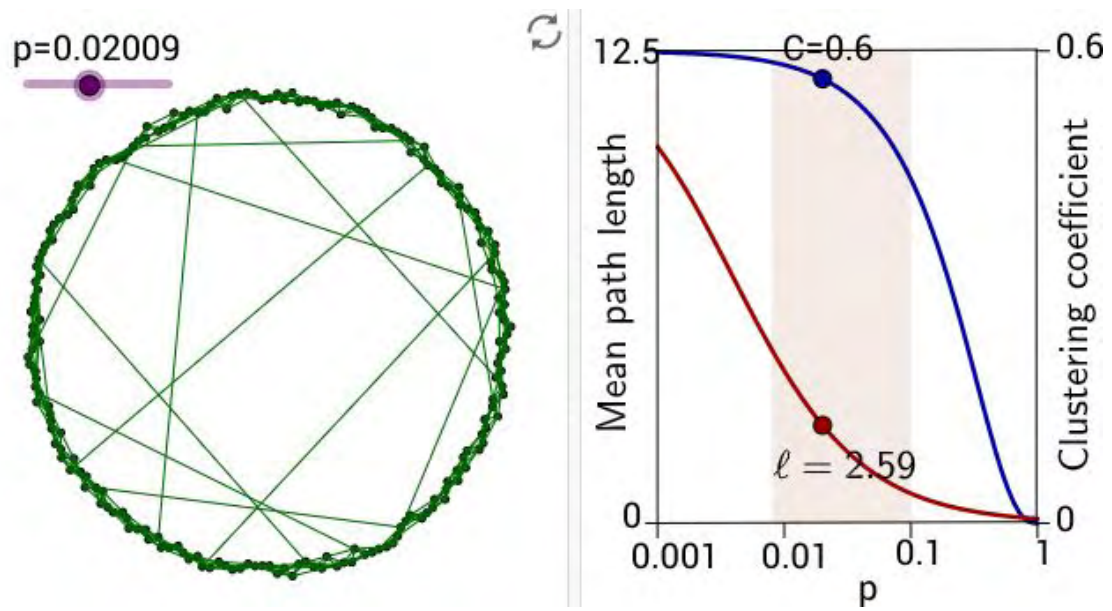 p=0.02009
12.5
C=0.6
0.6
Mean path length
Clustering coefficient
ℓ = 2.59
0
0
0.001
0.01
0.1
1
p